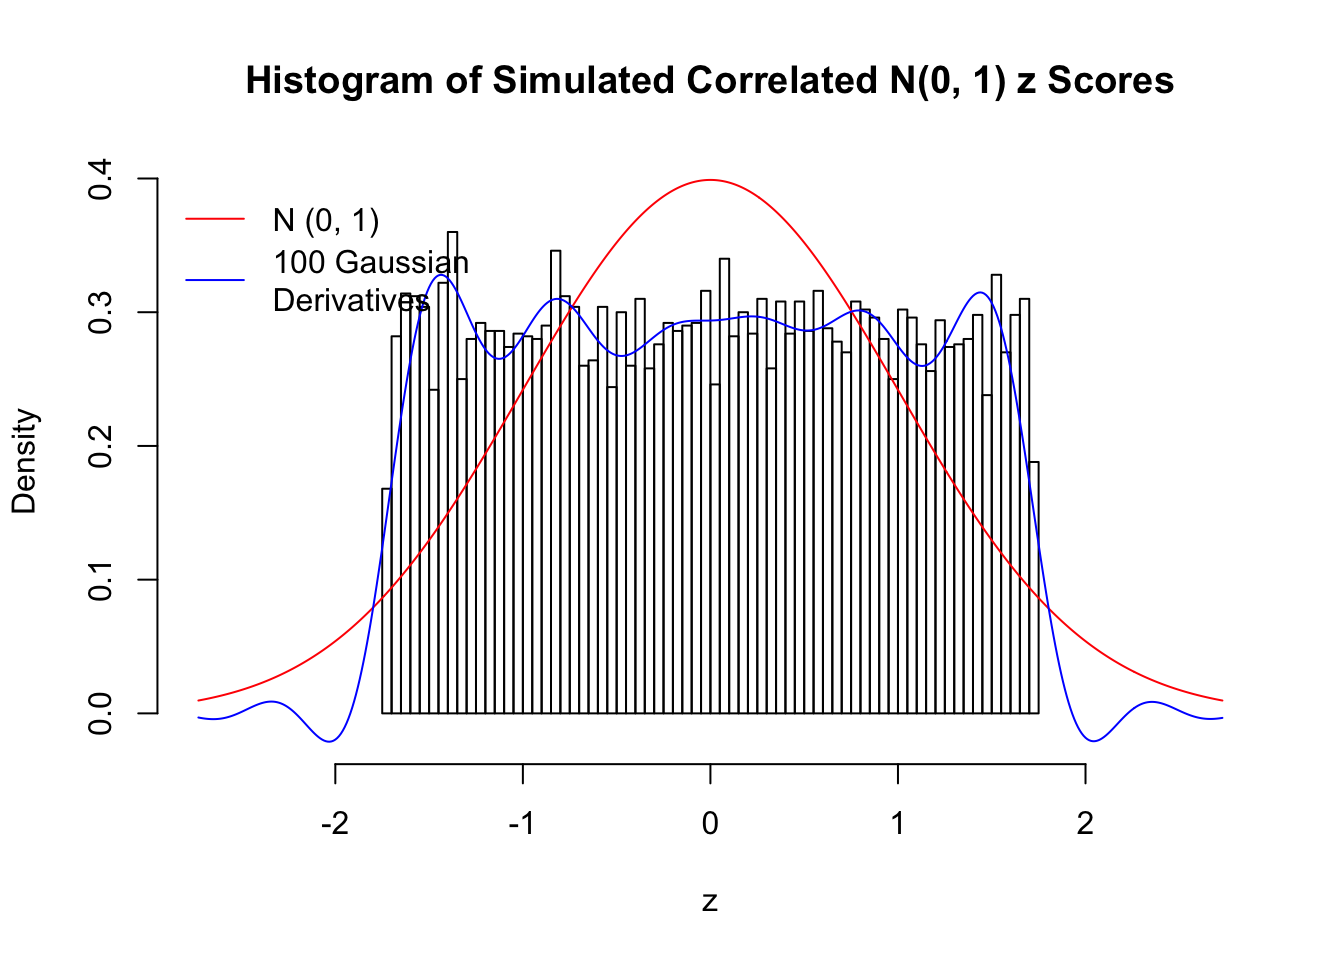 Histogram of Simulated Correlated N(0, 1) z Scores
N (0, 1)
100 Gaussian
Derivatives
Density
0.0
0.1
0.2
0.3
0.4
-2
-1
0
1
2
z